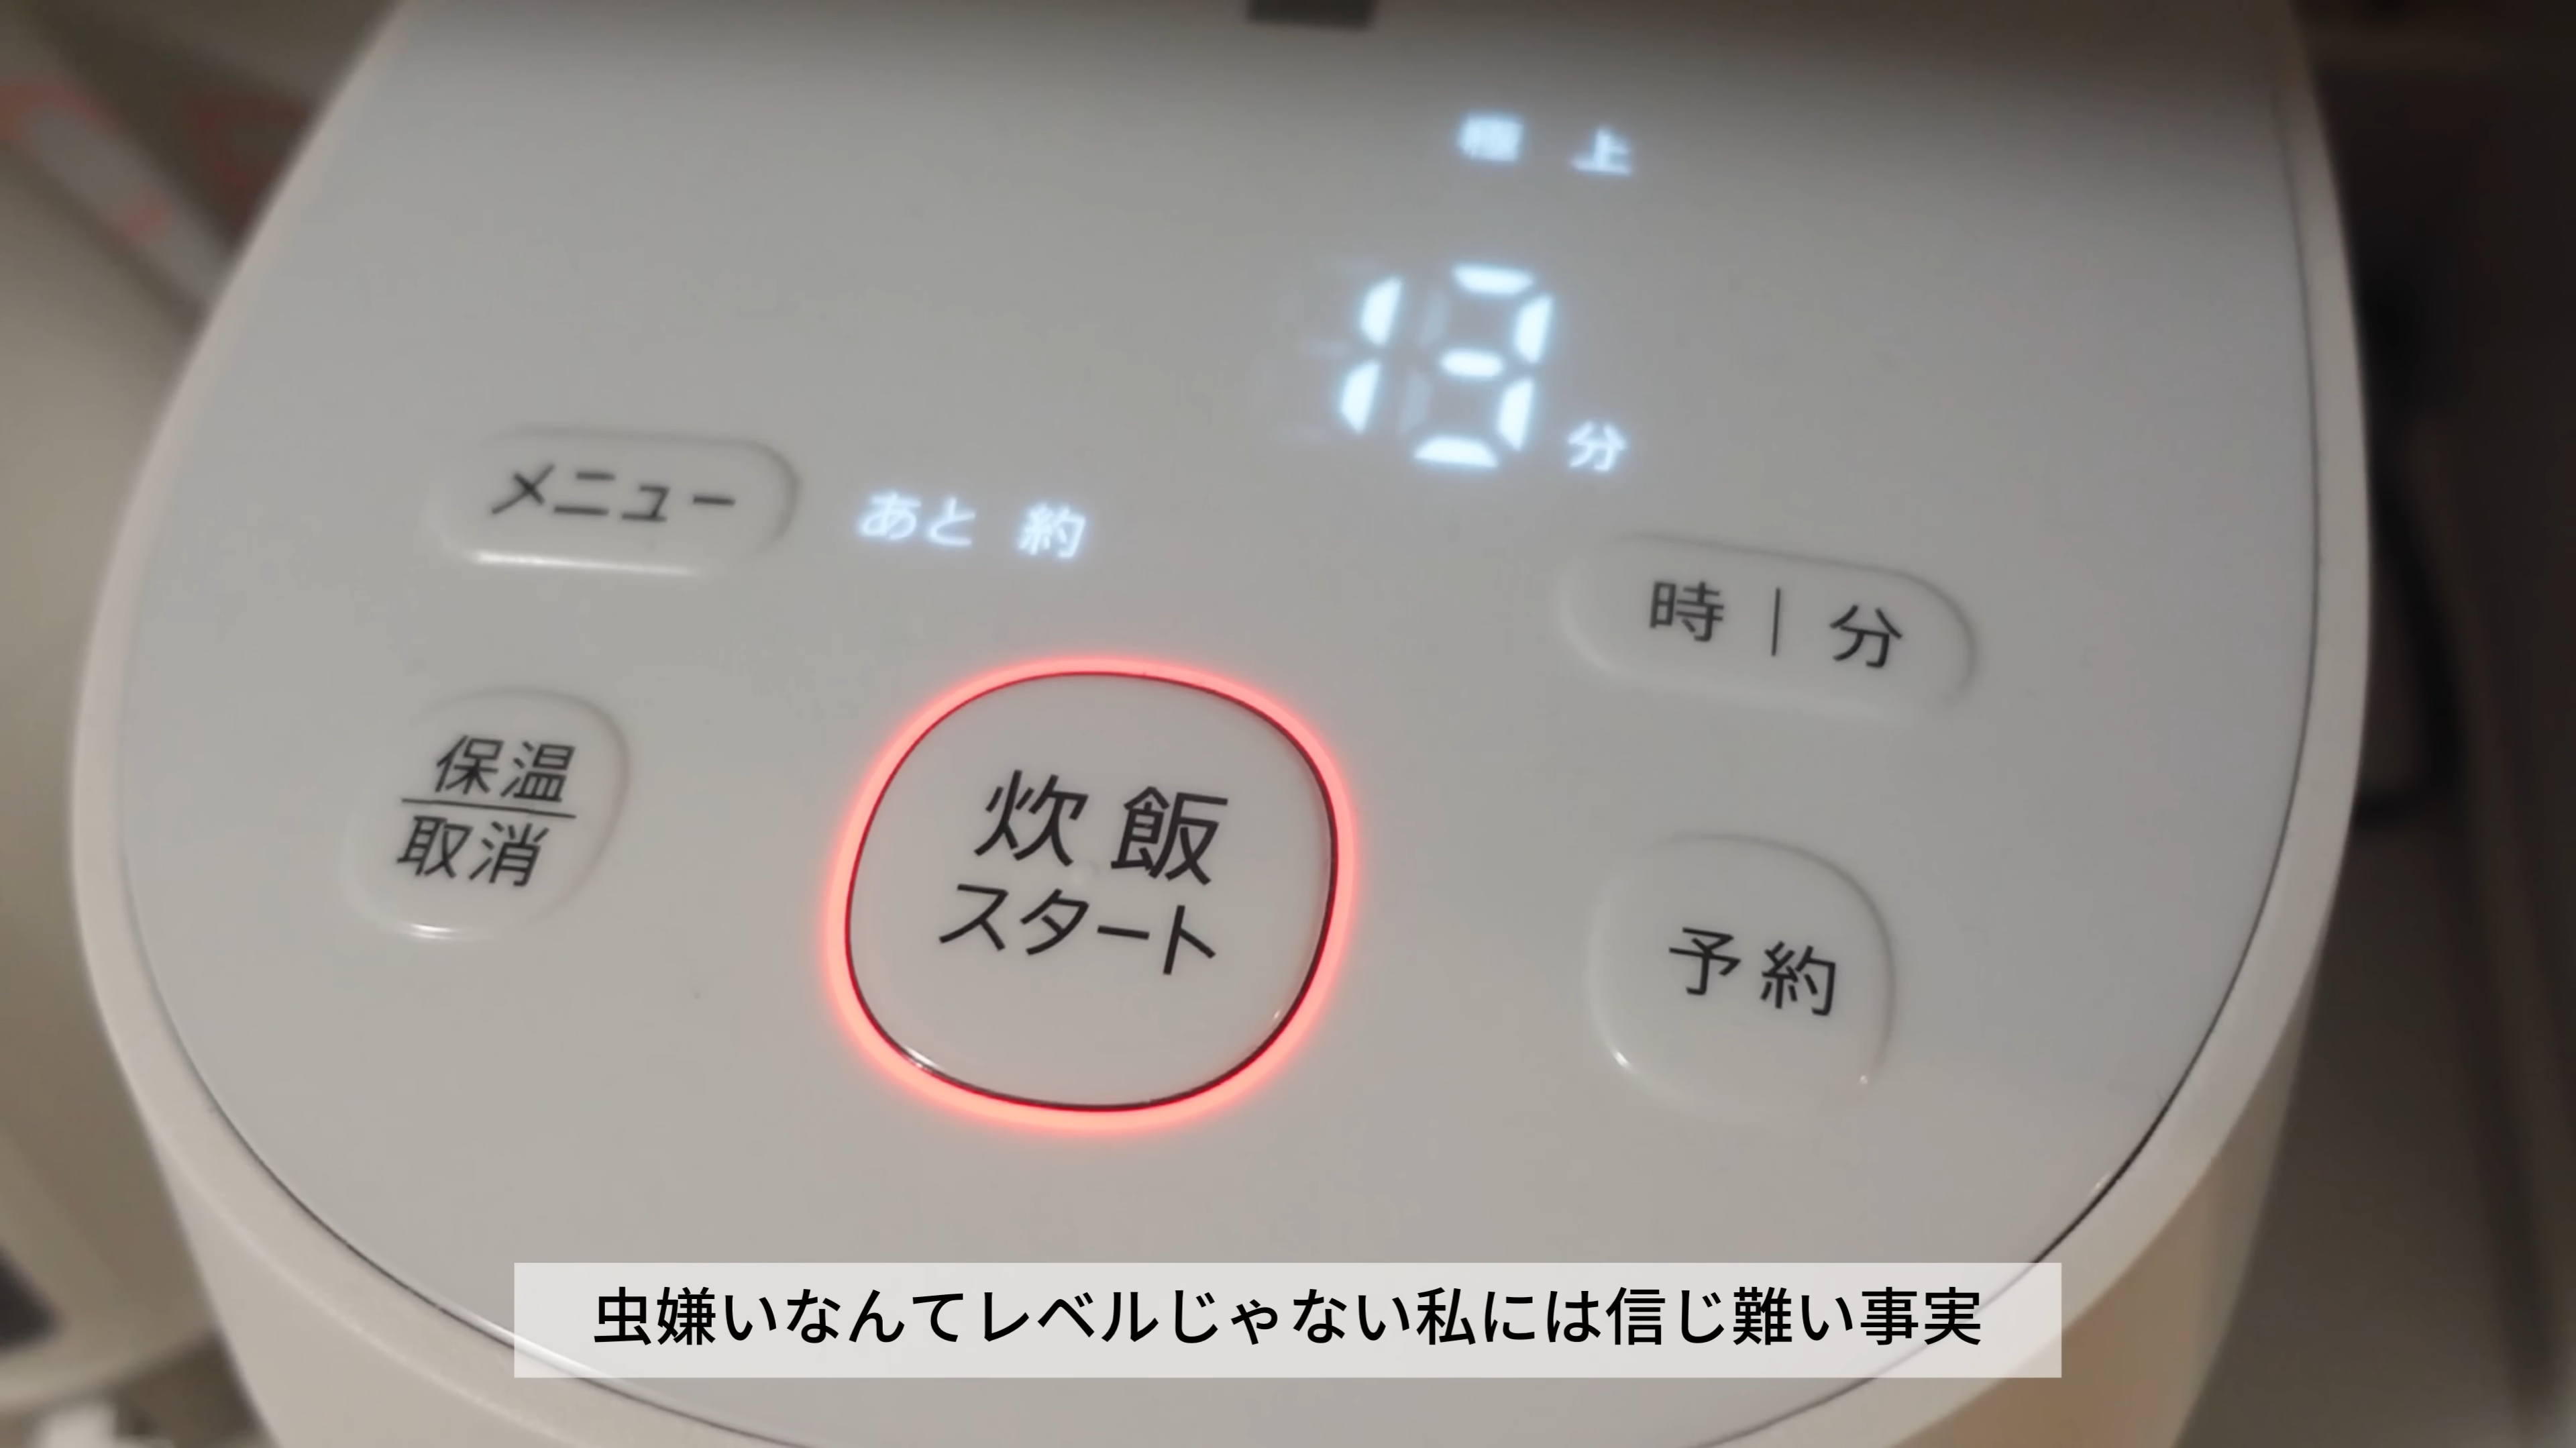 極上
13
分
メニュー
あと 約
時｜分
保温
取消
炊飯
スタート
予約
虫嫌いなんてレベルじゃない私には信じ難い事実